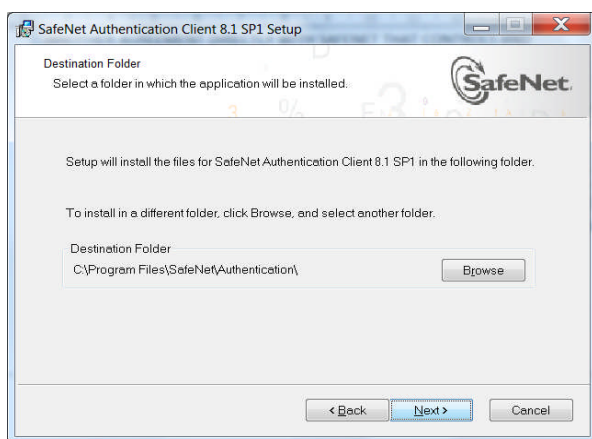 SafeNet Authentication Client 8.1 SP1 Setup
Destination Folder
Select a folder in which the application will be installed.
SafeNet.
Setup will install the files for SafeNet Authentication Client 8.1 SP1 in the following folder.
To install in a different folder, click Browse, and select another folder.
Destination Folder
C:\Program Files\SafeNet\Authentication\
Browse
< Back
Next >
Cancel